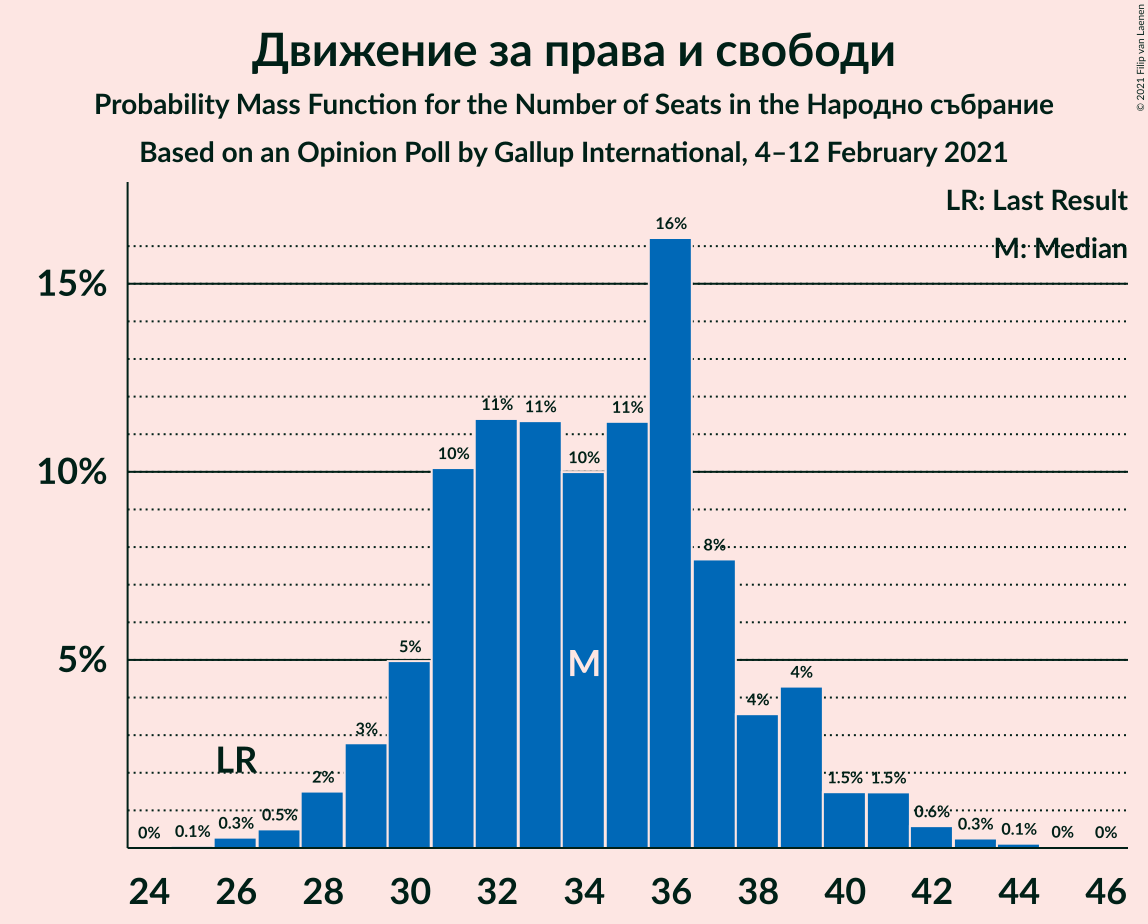 Движение за права и свободи
Probability Mass Function for the Number of Seats in the Народно събрание
Based on an Opinion Poll by Gallup International, 4–12 February 2021
© 2021 Filip van Laenen
LR: Last Result
M: Median
16%
15%
11% 11% 11%
10% 10%
10%
8%
5%
5%
M
4% 4%
3%
LR
2% 1.5% 1.5%
0% 0.1% 0.3% 0.5% 0.6% 0.3% 0.1% 0% 0%
24 26 28 30 32 34 36 38 40 42 44 46